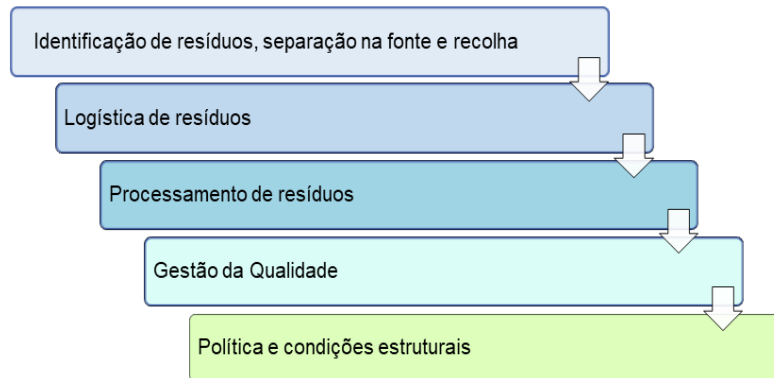 Identificação de resíduos, separação na fonte e recolha
Logística de resíduos
Processamento de resíduos
Gestão da Qualidade
Política e condições estruturais